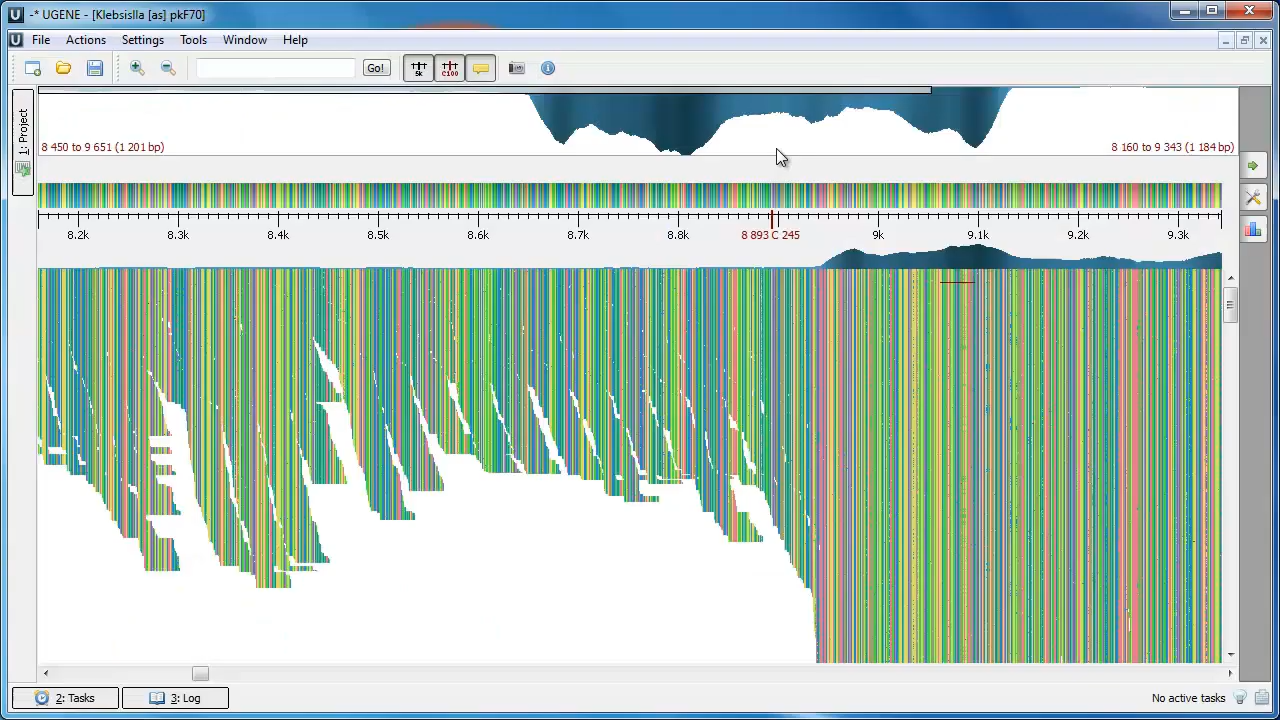 -* UGENE - [Klebsislla [as] pkF70]
File Actions Settings Tools Window Help
Go! 5k C100
1: Project
8 450 to 9 651 (1 201 bp) 8 160 to 9 343 (1 184 bp)
8.2k 8.3k 8.4k 8.5k 8.6k 8.7k 8.8k 8 893 C 245 9k 9.1k 9.2k 9.3k
2: Tasks 3: Log No active tasks